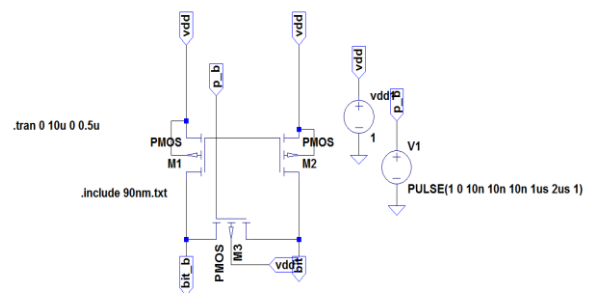 vdd
vdd
vdd
p_b
p_b
vdd1
.tran 0 10u 0 0.5u
PMOS
PMOS
1
V1
M1
M2
.include 90nm.txt
PULSE(1 0 10n 10n 10n 1us 2us 1)
PMOS
M3
vdd
bit_b
bit